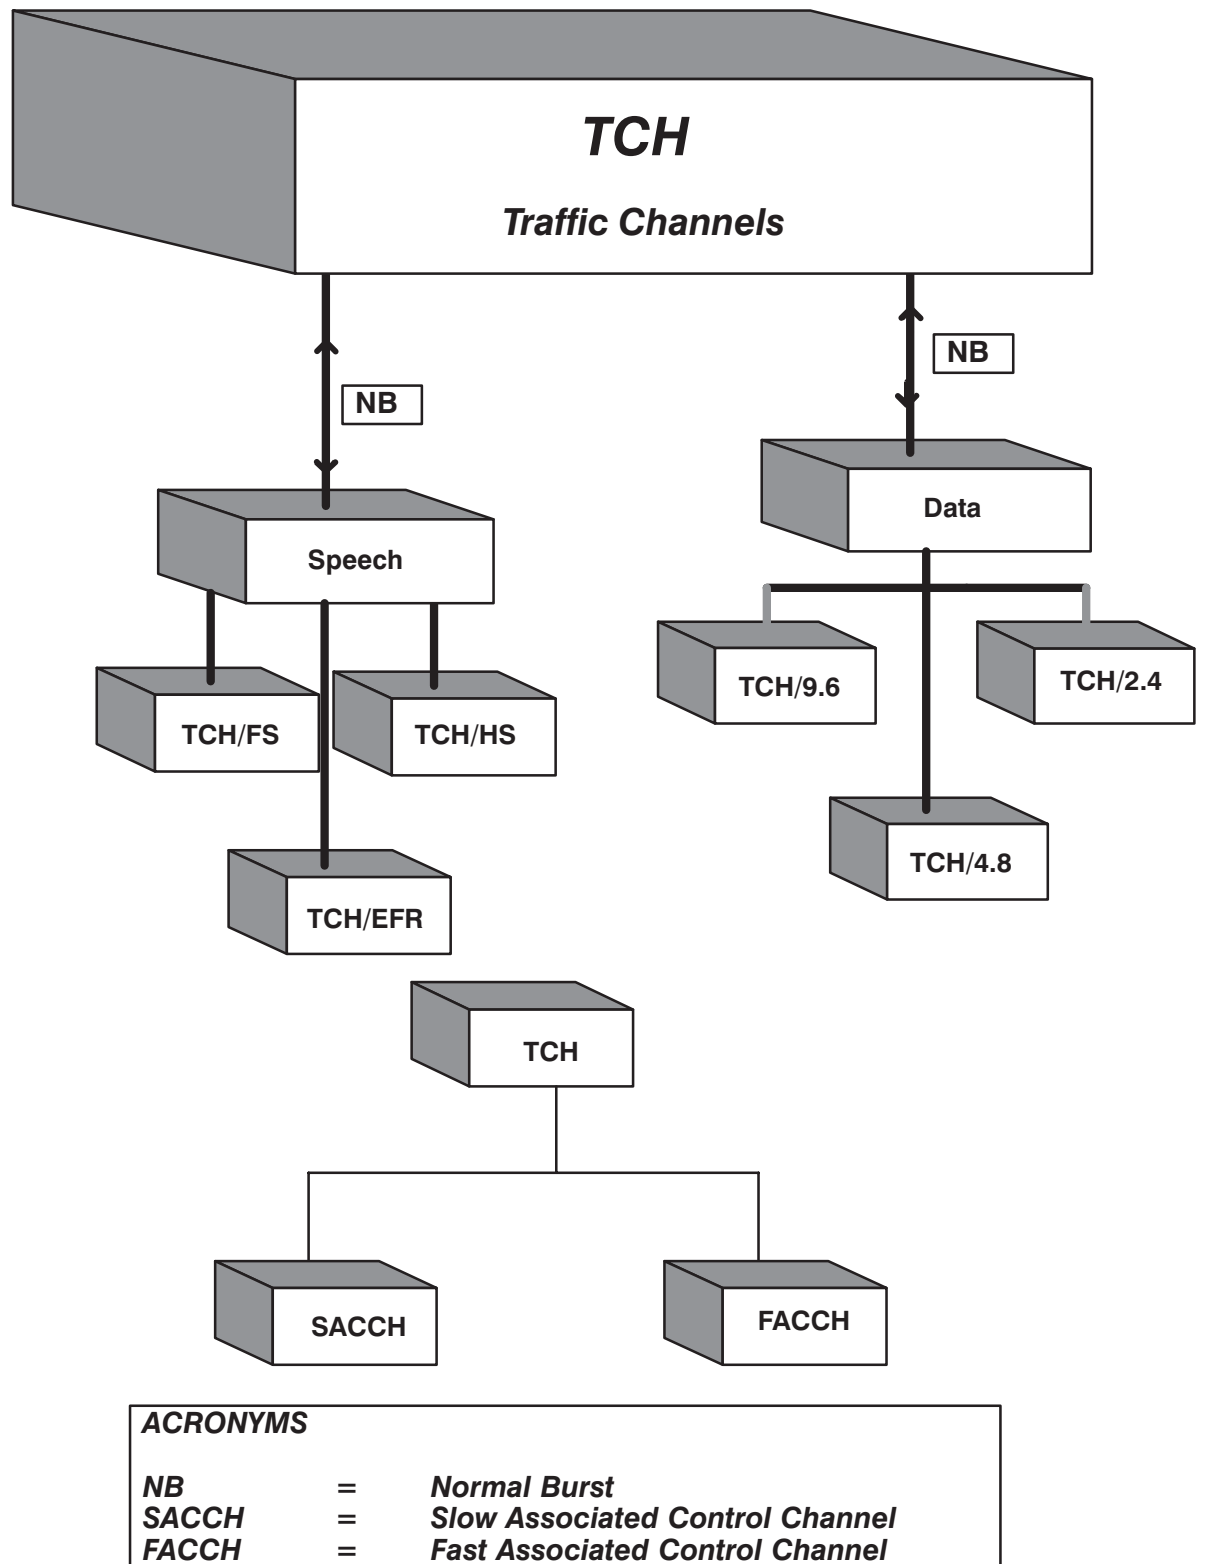 TCH
Traffic Channels
NB
NB
Speech
Data
TCH/FS
TCH/HS
TCH/9.6
TCH/2.4
TCH/EFR
TCH/4.8
TCH
SACCH
FACCH
ACRONYMS
NB = Normal Burst
SACCH = Slow Associated Control Channel
FACCH = Fast Associated Control Channel